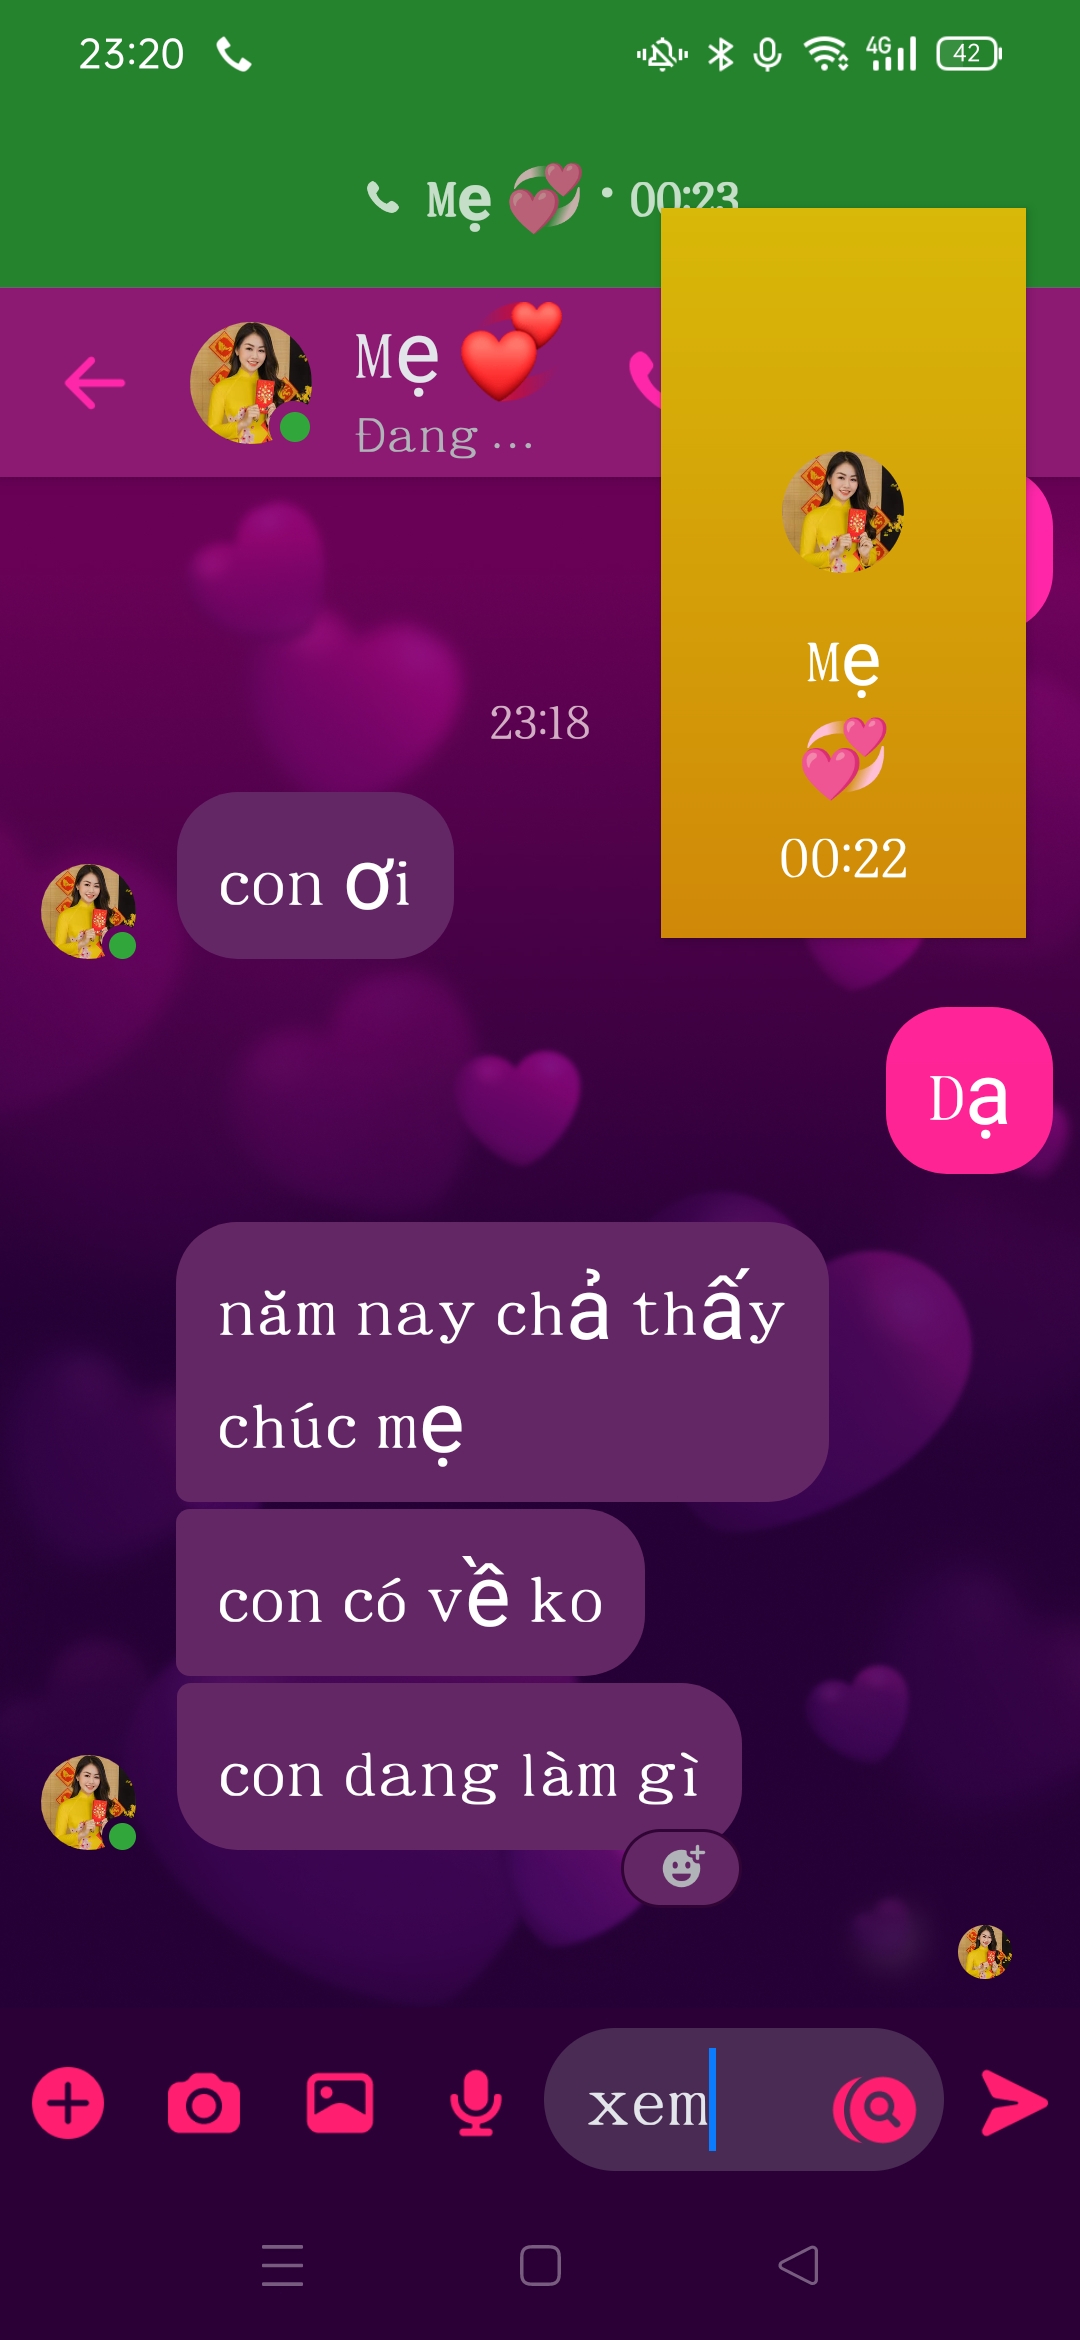 23:20
4G 42
Mẹ 💞 · 00:23
Mẹ 💞
Đang ...
Mẹ
💞
00:22
23:18
con ơi
Dạ
năm nay chả thấy
chúc mẹ
con có về ko
con dang làm gì
xem